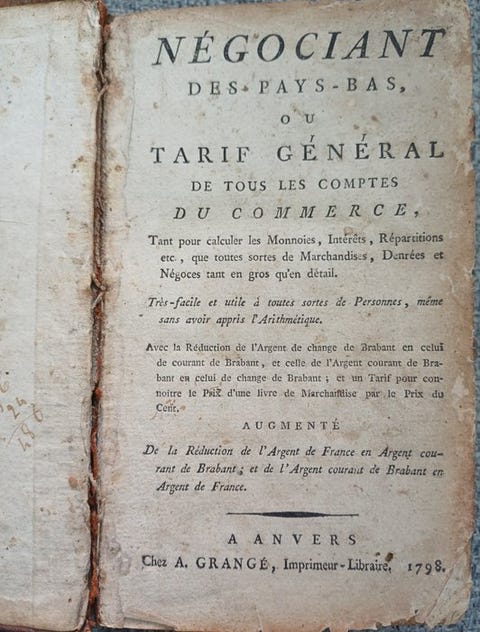 NÉGOCIANT
DES PAYS-BAS,
OU
TARIF GÉNÉRAL
DE TOUS LES COMPTES
DU COMMERCE,
Tant pour calculer les Monnoies, Intérêts, Répartitions
etc, que toutes sortes de Marchandises, Denrées et
Négoces tant en gros qu'en détail.
Très-facile et utile à toutes sortes de Personnes, même
sans avoir appris l'Arithmétique.
Avec la Réduction de l'Argent de change de Brabant en celui
de courant de Brabant, et celle de l'Argent courant de Bra-
bant en celui de change de Brabant; et un Tarif pour con-
noître le Prix d'une livre de Marchandise par le Prix du
Cent.
AUGMENTÉ
De la Réduction de l'Argent de France en Argent cou-
rant de Brabant; et de l'Argent courant de Brabant en
Argent de France.
A ANVERS
Chez A. GRANGÉ, Imprimeur-Libraire. 1798.